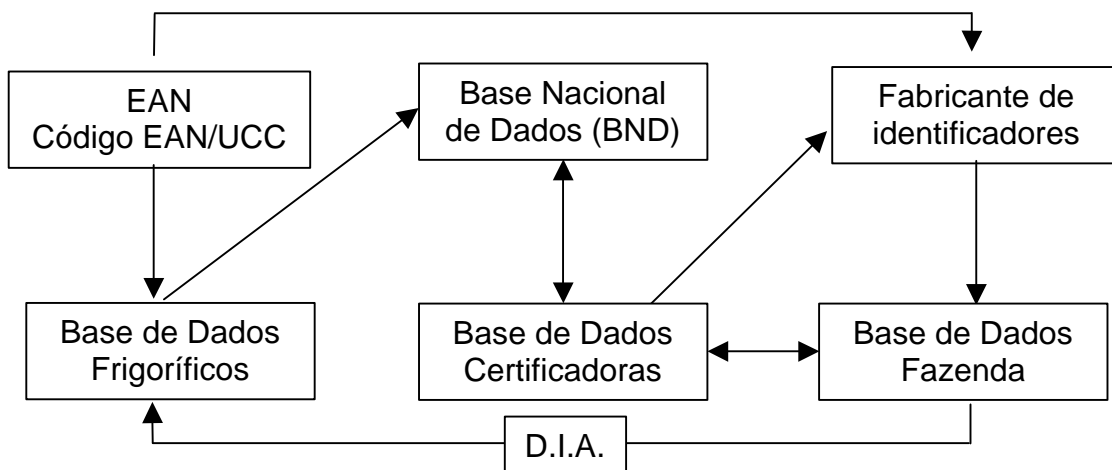 EAN
Código EAN/UCC
Base Nacional
de Dados (BND)
Fabricante de
identificadores
Base de Dados
Frigoríficos
Base de Dados
Certificadoras
Base de Dados
Fazenda
D.I.A.